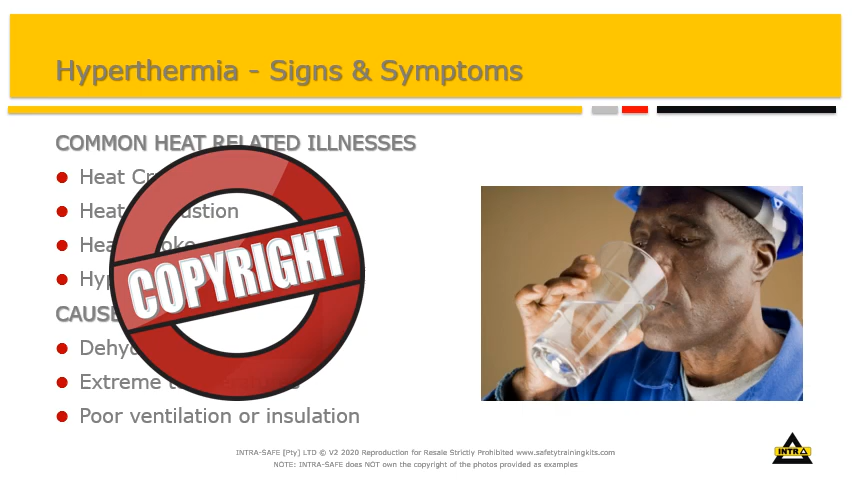 Hyperthermia - Signs & Symptoms
COMMON HEAT RELATED ILLNESSES
Heat
Heat
COPYRIGHT
Extreme
Poor ventilation or insulation
INTRA-SAFE [Pty] LTD © V2 2020 Reproduction for Resale Strictly Prohibited www.safetytrainingkits.com
NOTE: INTRA-SAFE does NOT own the copyright of the photos provided as examples
INTRA